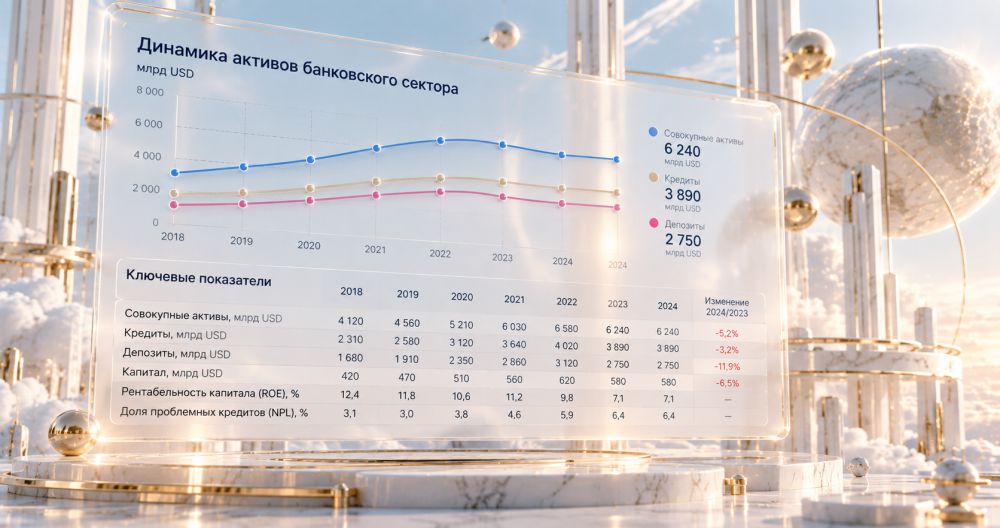 Динамика активов банковского сектора
млрд USD
8 000
6 000
4 000
2 000
0
2018 2019 2020 2021 2022 2023 2024 2024
Совокупные активы
6 240
млрд USD
Кредиты
3 890
млрд USD
Депозиты
2 750
млрд USD
Ключевые показатели 2018 2019 2020 2021 2022 2023 2024 Изменение 2024/2023
Совокупные активы, млрд USD 4 120 4 560 5 210 6 030 6 580 6 240 6 240 -5,2%
Кредиты, млрд USD 2 310 2 580 3 120 3 640 4 020 3 890 3 890 -3,2%
Депозиты, млрд USD 1 680 1 910 2 350 2 860 3 120 2 750 2 750 -11,9%
Капитал, млрд USD 420 470 510 560 620 580 580 -6,5%
Рентабельность капитала (ROE), % 12,4 11,8 10,6 11,2 9,8 7,1 7,1 —
Доля проблемных кредитов (NPL), % 3,1 3,0 3,8 4,6 5,9 6,4 6,4 —